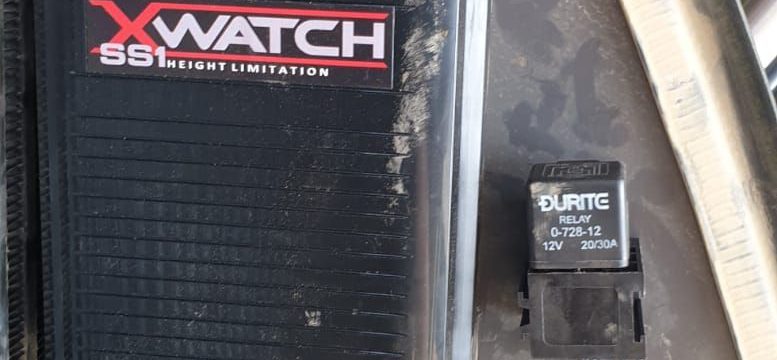 XWATCH
SS1 HEIGHT LIMITATION
DURITE
RELAY
0-728-12
12V 20/30A